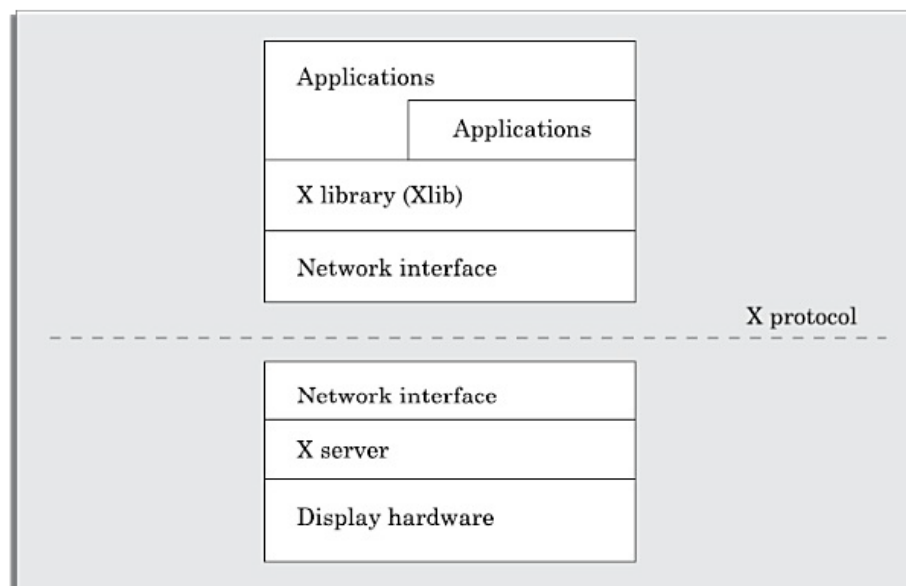 Applications
Applications
X library (Xlib)
Network interface
X protocol
Network interface
X server
Display hardware